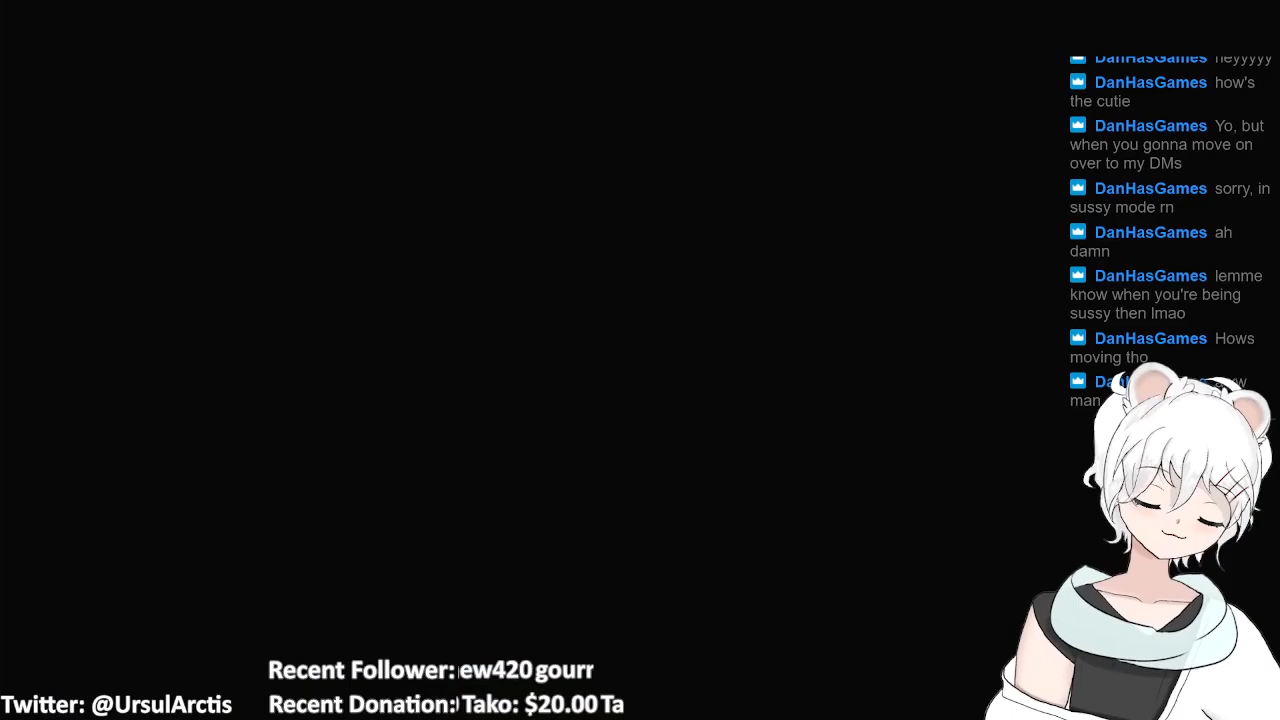 DanHasGames heyyyyy
DanHasGames how's
the cutie
DanHasGames Yo, but
when you gonna move on
over to my DMs
DanHasGames sorry, in
sussy mode rn
DanHasGames ah
damn
DanHasGames lemme
know when you're being
sussy then lmao
DanHasGames Hows
moving tho
man
Recent Follower: ew420 gourr
Twitter: @UrsulArctis
Recent Donation: Tako: $20.00 Ta